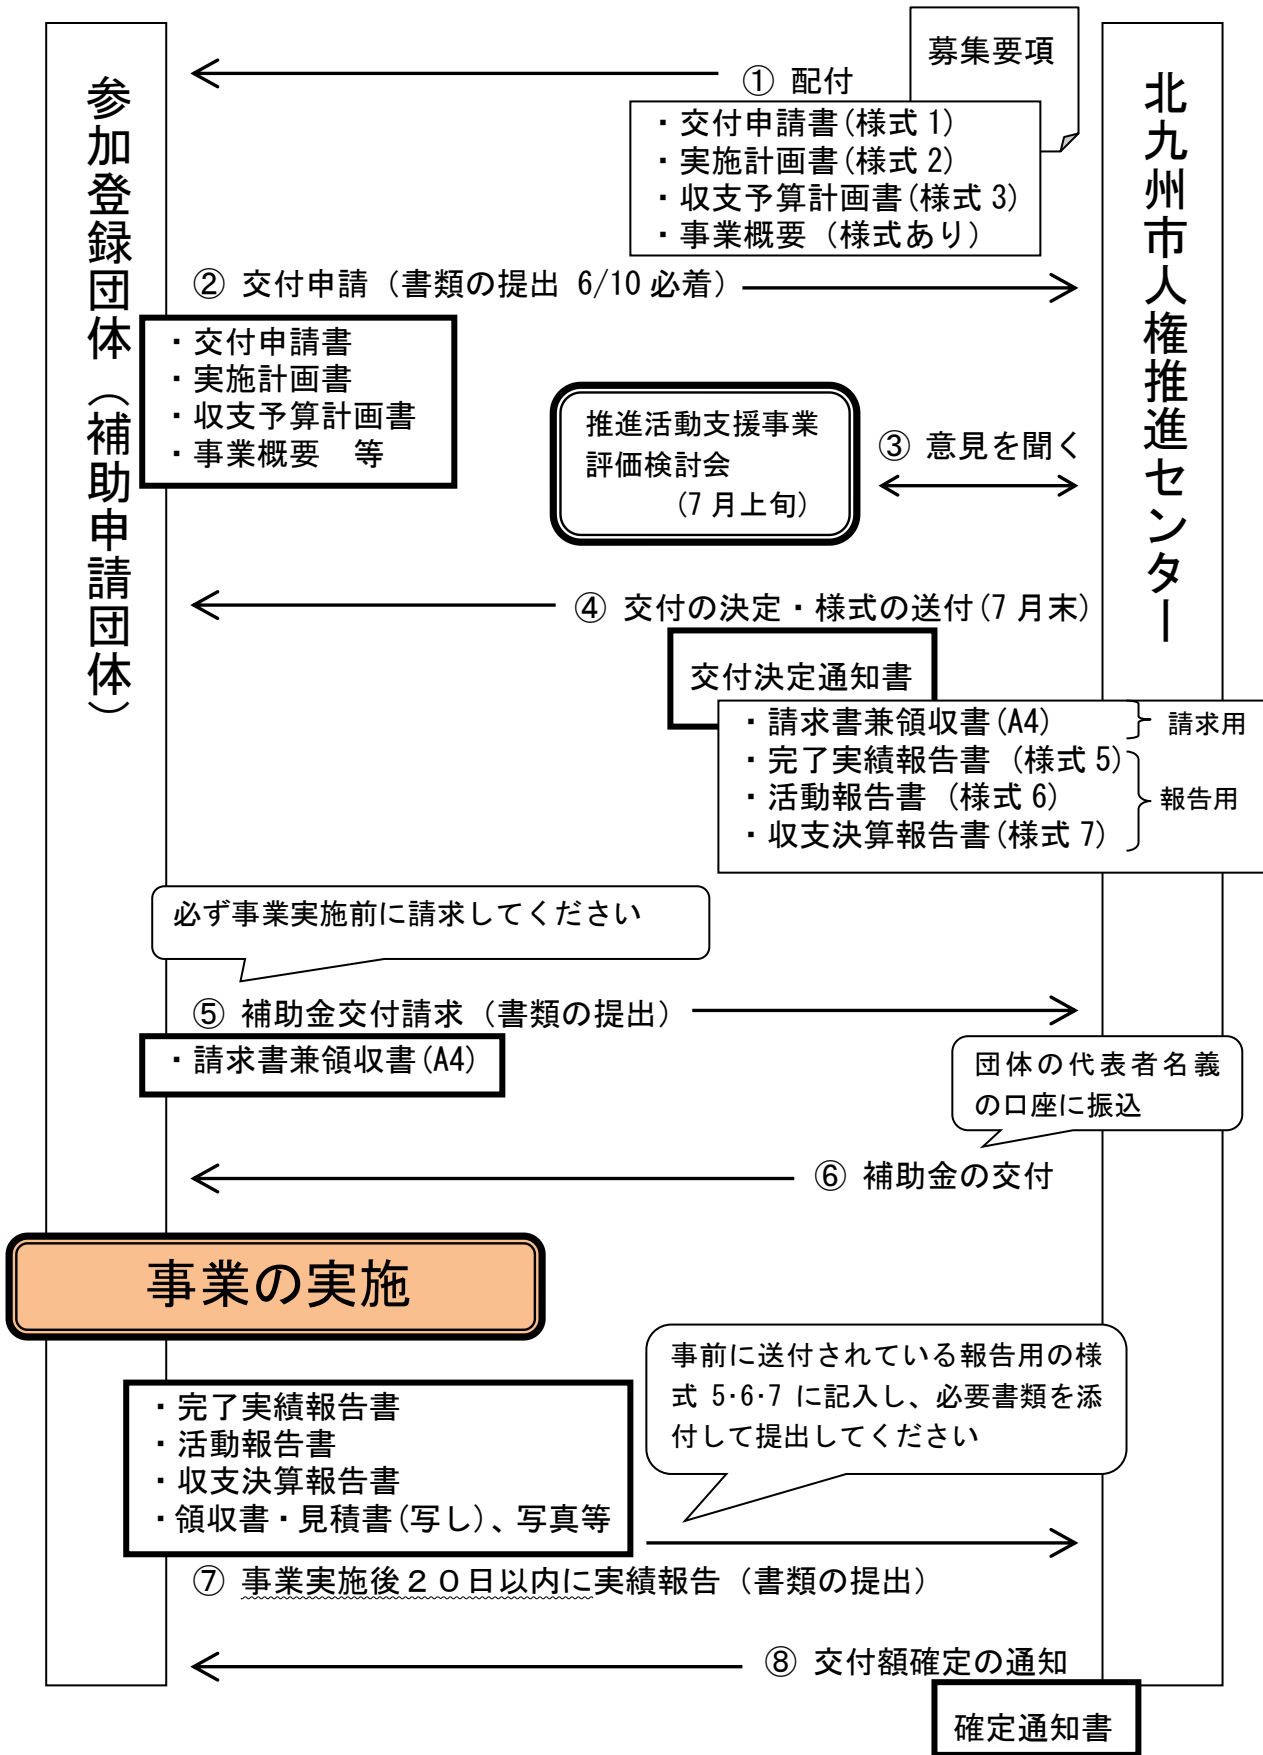 参加登録団体（補助申請団体）
北九州市人権推進センター
募集要項
① 配付
・交付申請書(様式 1)
・実施計画書(様式 2)
・収支予算計画書(様式 3)
・事業概要（様式あり）
② 交付申請（書類の提出 6/10 必着）
・交付申請書
・実施計画書
・収支予算計画書
・事業概要　等
推進活動支援事業
評価検討会
(7 月上旬)
③ 意見を聞く
④ 交付の決定・様式の送付(7 月末)
交付決定通知書
・請求書兼領収書(A4)
請求用
・完了実績報告書（様式 5)
・活動報告書（様式 6)
・収支決算報告書(様式 7)
報告用
必ず事業実施前に請求してください
⑤ 補助金交付請求（書類の提出）
・請求書兼領収書(A4)
団体の代表者名義
の口座に振込
⑥ 補助金の交付
事業の実施
事前に送付されている報告用の様
式 5･6･7 に記入し、必要書類を添
付して提出してください
・完了実績報告書
・活動報告書
・収支決算報告書
・領収書・見積書(写し)、写真等
⑦ 事業実施後２０日以内に実績報告（書類の提出）
⑧ 交付額確定の通知
確定通知書